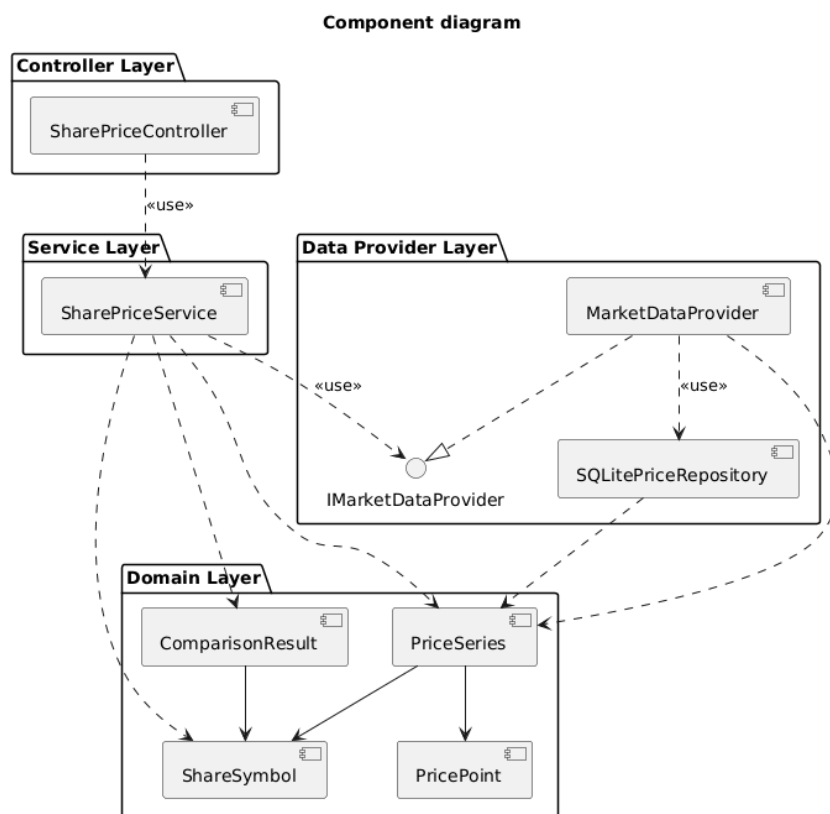 Component diagram
Controller Layer
SharePriceController
«use»
Service Layer
Data Provider Layer
SharePriceService
MarketDataProvider
«use»
«use»
SQLitePriceRepository
IMarketDataProvider
Domain Layer
ComparisonResult
PriceSeries
ShareSymbol
PricePoint